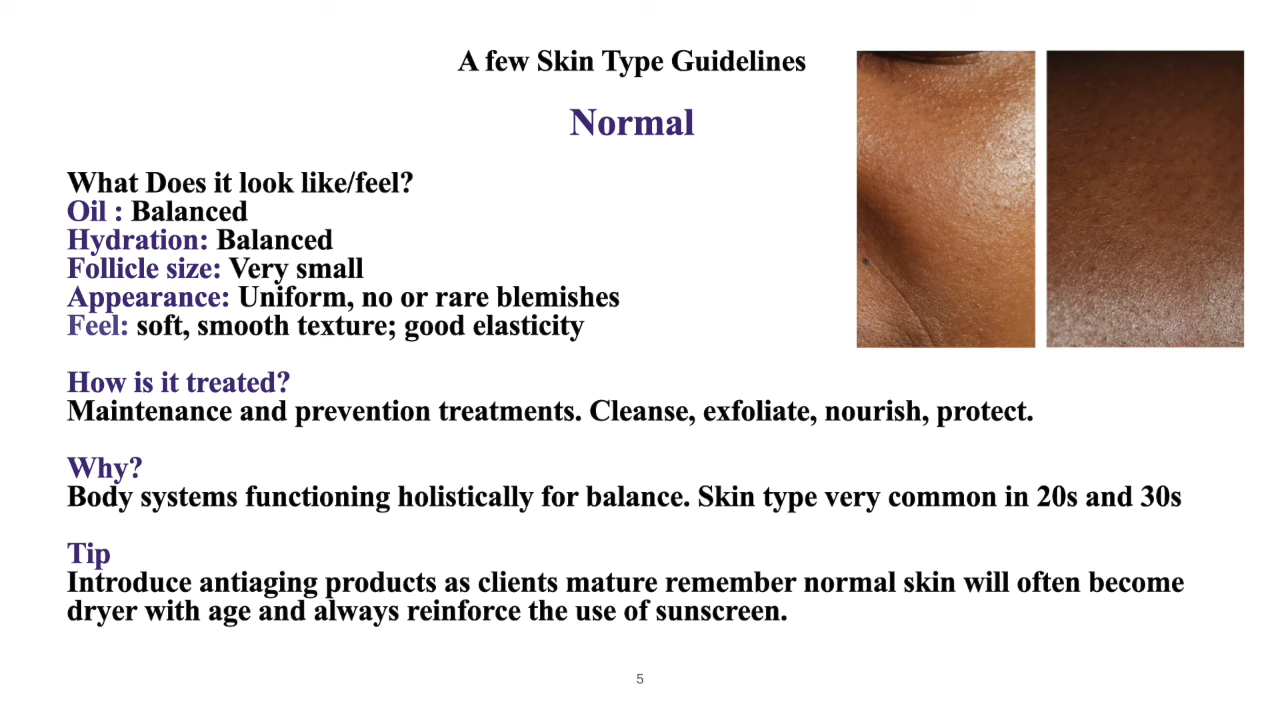 A few Skin Type Guidelines
Normal
What Does it look like/feel?
Oil : Balanced
Hydration: Balanced
Follicle size: Very small
Appearance: Uniform, no or rare blemishes
Feel: soft, smooth texture; good elasticity
How is it treated?
Maintenance and prevention treatments. Cleanse, exfoliate, nourish, protect.
Why?
Body systems functioning holistically for balance. Skin type very common in 20s and 30s
Tip
Introduce antiaging products as clients mature remember normal skin will often become
dryer with age and always reinforce the use of sunscreen.
5